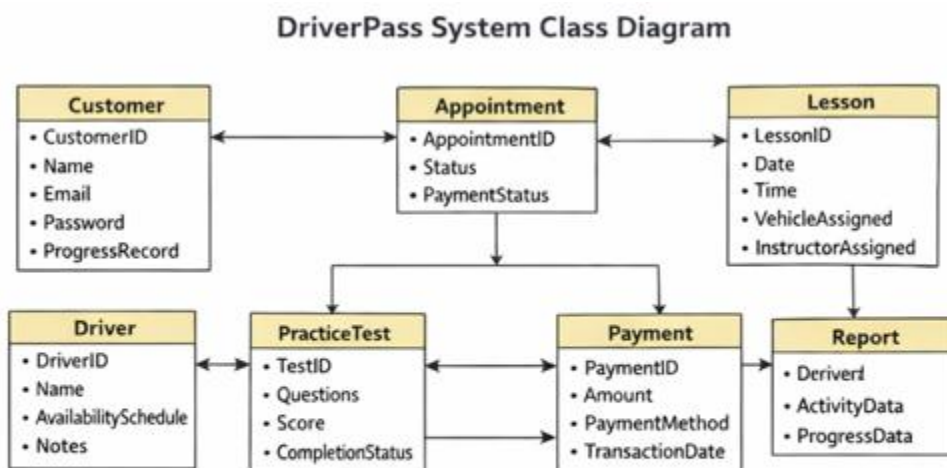 DriverPass System Class Diagram
Customer
• CustomerID
• Name
• Email
• Password
• ProgressRecord
Appointment
• AppointmentID
• Status
• PaymentStatus
Lesson
• LessonID
• Date
• Time
• VehicleAssigned
• InstructorAssigned
Driver
• DriverID
• Name
• AvailabilitySchedule
• Notes
PracticeTest
• TestID
• Questions
• Score
• CompletionStatus
Payment
• PaymentID
• Amount
• PaymentMethod
• TransactionDate
Report
•
• ActivityData
• ProgressData